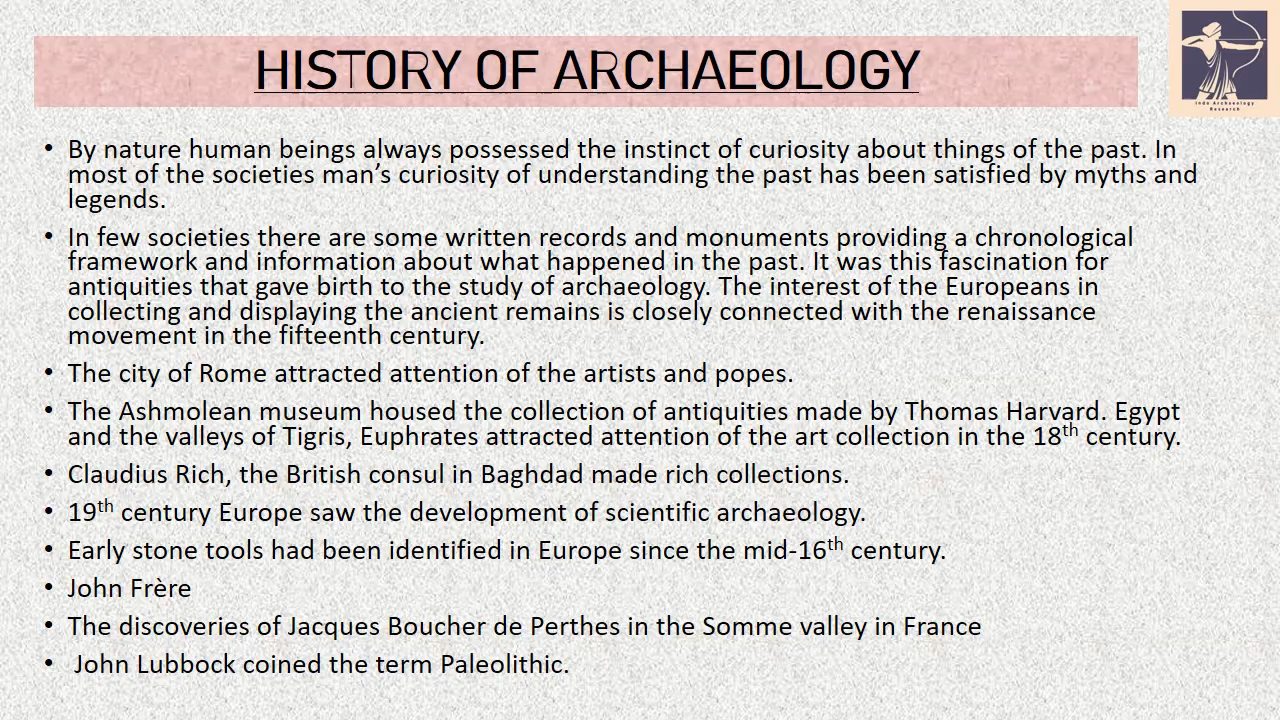 HISTORY OF ARCHAEOLOGY
Indo Archaeology
Research
• By nature human beings always possessed the instinct of curiosity about things of the past. In
most of the societies man’s curiosity of understanding the past has been satisfied by myths and
legends.
• In few societies there are some written records and monuments providing a chronological
framework and information about what happened in the past. It was this fascination for
antiquities that gave birth to the study of archaeology. The interest of the Europeans in
collecting and displaying the ancient remains is closely connected with the renaissance
movement in the fifteenth century.
• The city of Rome attracted attention of the artists and popes.
• The Ashmolean museum housed the collection of antiquities made by Thomas Harvard. Egypt
and the valleys of Tigris, Euphrates attracted attention of the art collection in the 18th century.
• Claudius Rich, the British consul in Baghdad made rich collections.
• 19th century Europe saw the development of scientific archaeology.
• Early stone tools had been identified in Europe since the mid-16th century.
• John Frère
• The discoveries of Jacques Boucher de Perthes in the Somme valley in France
• John Lubbock coined the term Paleolithic.